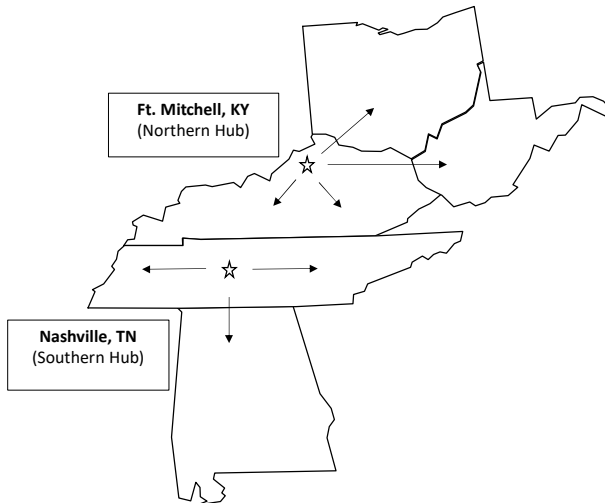 Ft. Mitchell, KY
(Northern Hub)
Nashville, TN
(Southern Hub)